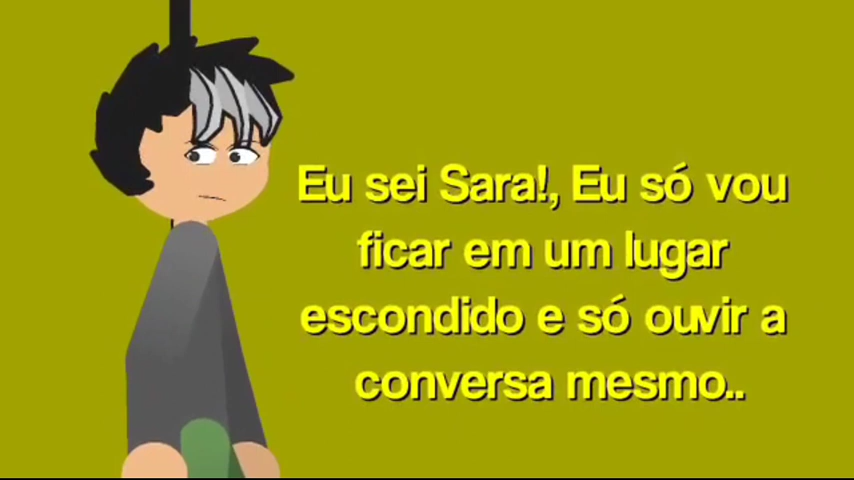 Eu sei Sara!, Eu só vou
ficar em um lugar
escondido e só ouvir a
conversa mesmo..